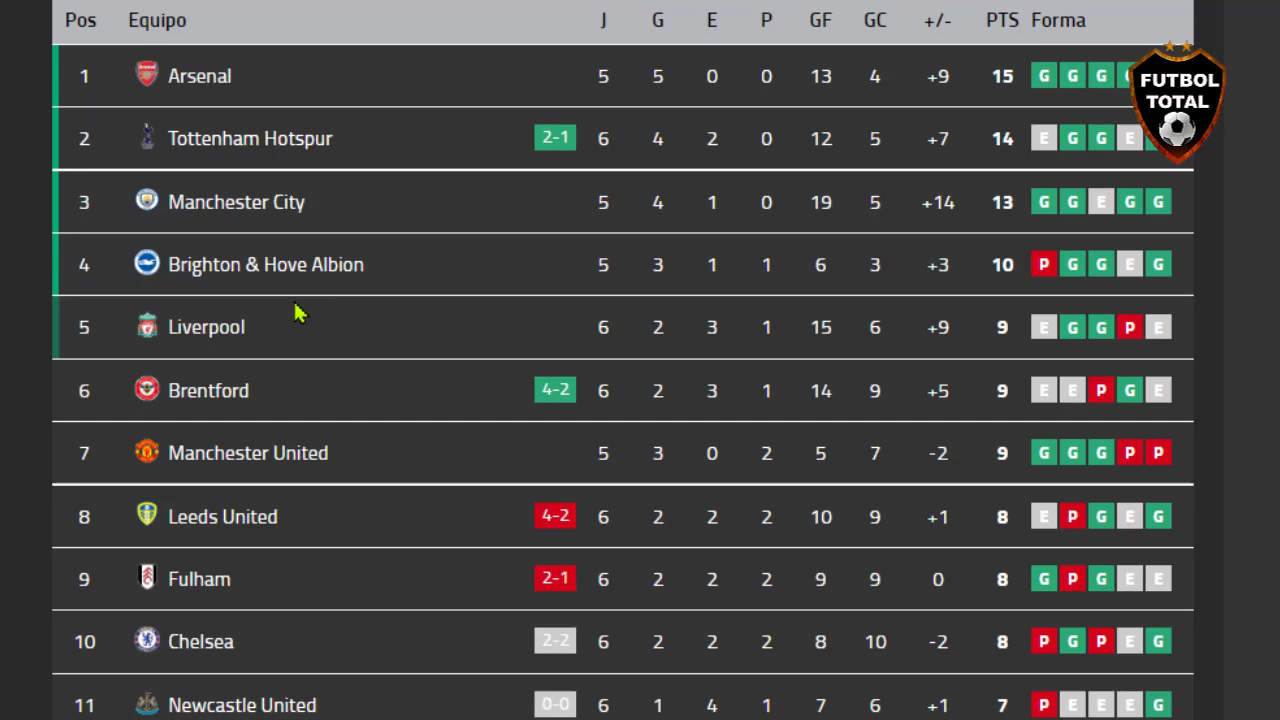 Pos Equipo J G E P GF GC +/- PTS Forma
1 Arsenal 5 5 0 0 13 4 +9 15 G G G
FUTBOL
TOTAL
2 Tottenham Hotspur 2-1 6 4 2 0 12 5 +7 14 E G G E
3 Manchester City 5 4 1 0 19 5 +14 13 G G E G G
4 Brighton & Hove Albion 5 3 1 1 6 3 +3 10 P G G E G
5 Liverpool 6 2 3 1 15 6 +9 9 E G G P E
6 Brentford 4-2 6 2 3 1 14 9 +5 9 E E P G E
7 Manchester United 5 3 0 2 5 7 -2 9 G G G P P
8 Leeds United 4-2 6 2 2 2 10 9 +1 8 E P G E G
9 Fulham 2-1 6 2 2 2 9 9 0 8 G P G E E
10 Chelsea 2-2 6 2 2 2 8 10 -2 8 P G P E G
11 Newcastle United 0-0 6 1 4 1 7 6 +1 7 P E E E G